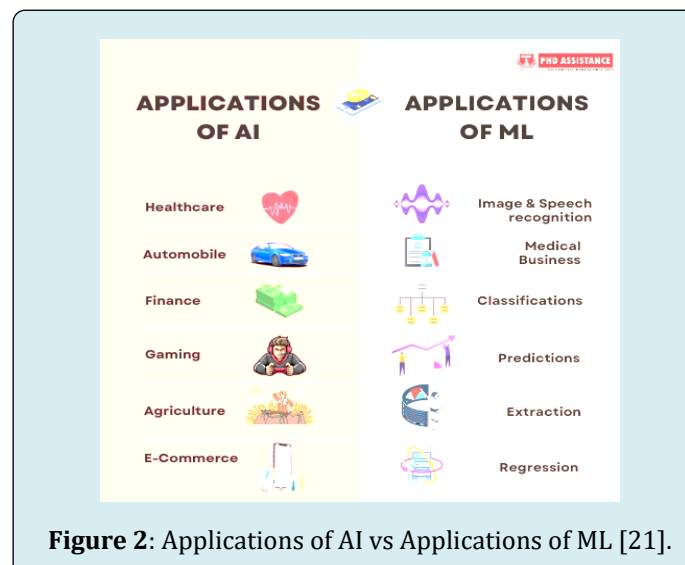 PHD ASSISTANCE
APPLICATIONS
OF AI
APPLICATIONS
OF ML
Healthcare
Image & Speech
recognition
Automobile
Medical
Business
Finance
Classifications
Gaming
Predictions
Agriculture
Extraction
E-Commerce
Regression
Figure 2: Applications of AI vs Applications of ML [21].